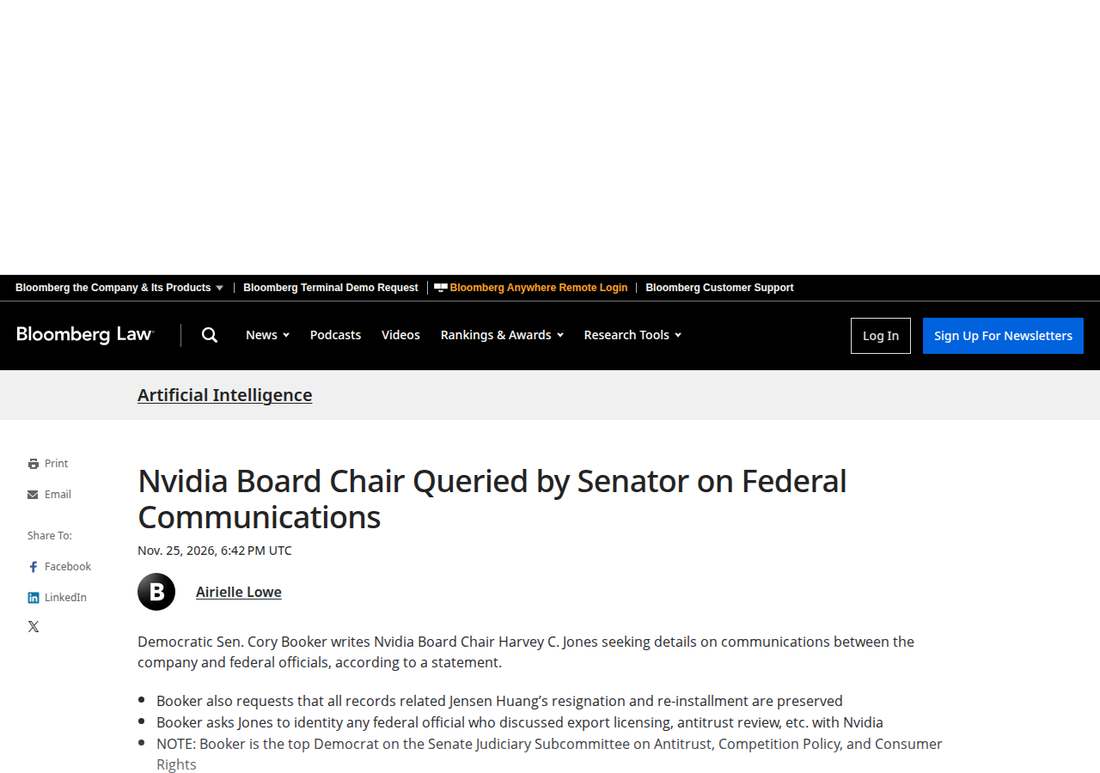 Bloomberg the Company & Its Products
Bloomberg Terminal Demo Request
Bloomberg Anywhere Remote Login
Bloomberg Customer Support
Bloomberg Law
News
Podcasts
Videos
Rankings & Awards
Research Tools
Log In
Sign Up For Newsletters
Artificial Intelligence
Print
Email
Share To:
Facebook
LinkedIn
Nvidia Board Chair Queried by Senator on Federal
Communications
Nov. 25, 2026, 6:42 PM UTC
B
Airielle Lowe
Democratic Sen. Cory Booker writes Nvidia Board Chair Harvey C. Jones seeking details on communications between the
company and federal officials, according to a statement.
Booker also requests that all records related Jensen Huang’s resignation and re-installment are preserved
Booker asks Jones to identity any federal official who discussed export licensing, antitrust review, etc. with Nvidia
NOTE: Booker is the top Democrat on the Senate Judiciary Subcommittee on Antitrust, Competition Policy, and Consumer
Rights